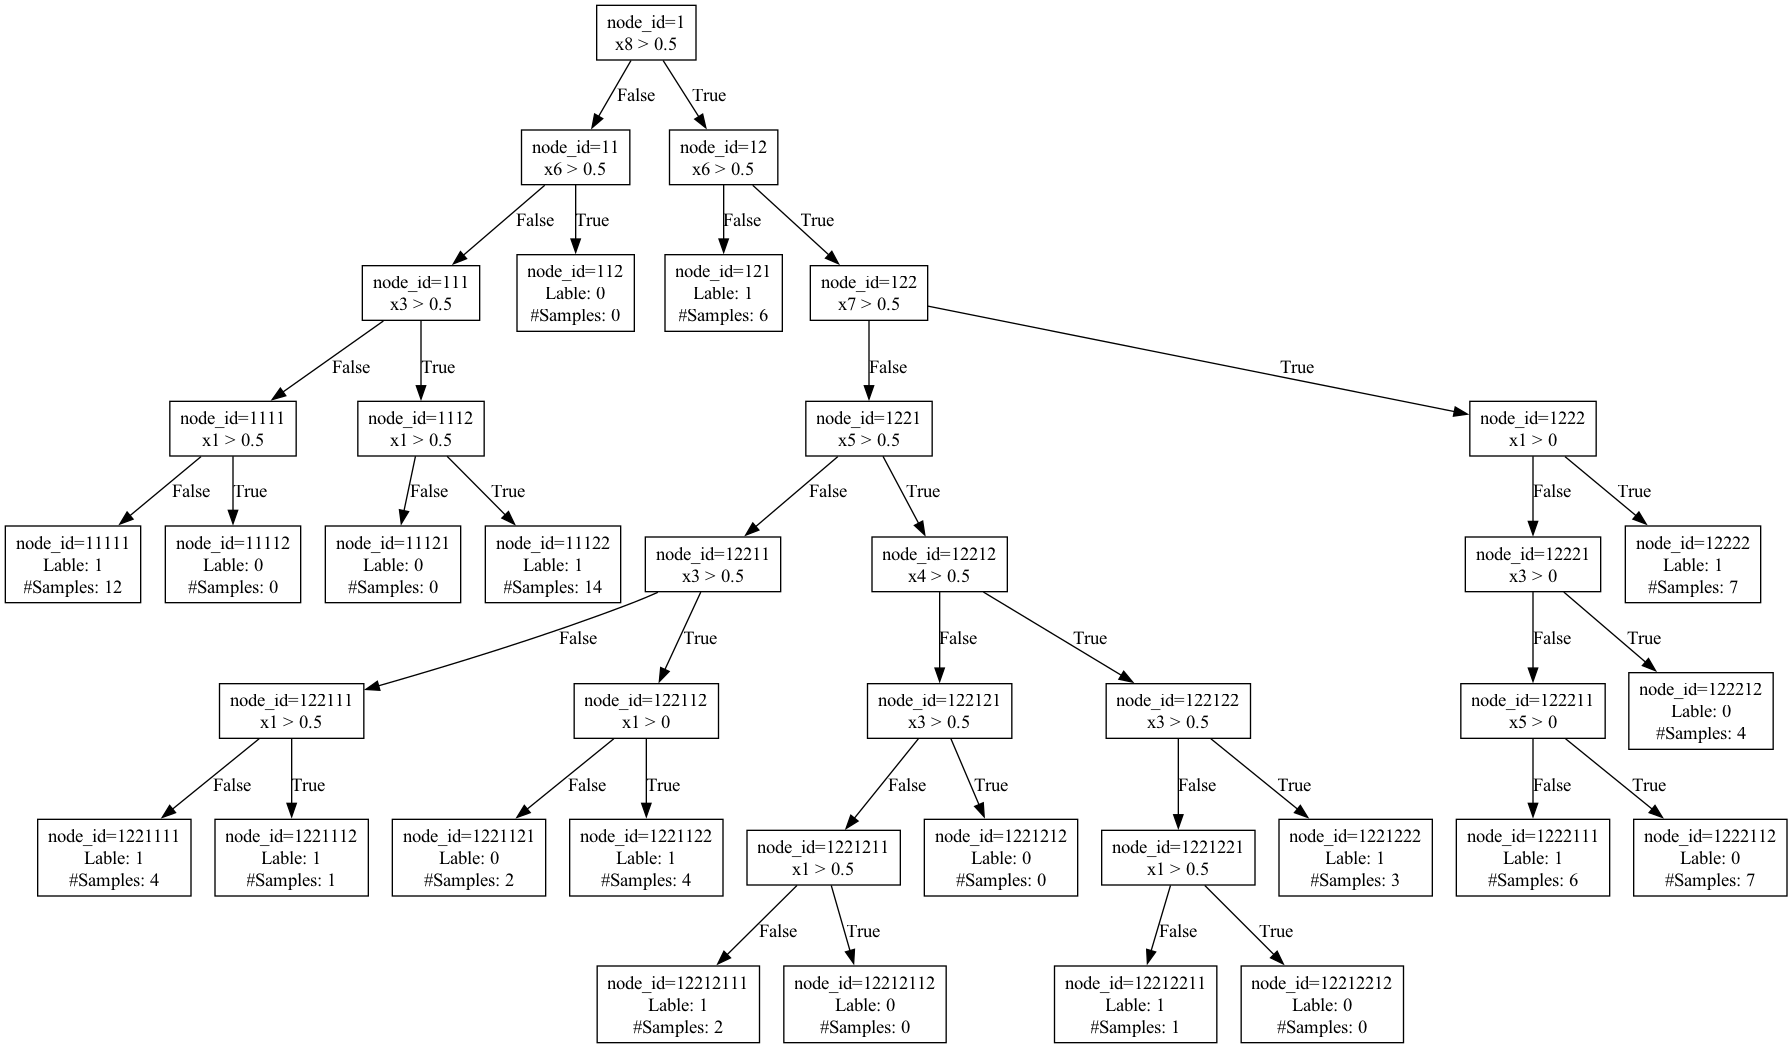 node_id=1
x8 > 0.5
False
True
node_id=11
x6 > 0.5
node_id=12
x6 > 0.5
False
True
False
True
node_id=111
x3 > 0.5
node_id=112
Lable: 0
#Samples: 0
node_id=121
Lable: 1
#Samples: 6
node_id=122
x7 > 0.5
False
True
False
True
node_id=1111
x1 > 0.5
node_id=1112
x1 > 0.5
node_id=1221
x5 > 0.5
node_id=1222
x1 > 0
False
True
False
True
False
True
False
True
node_id=11111
Lable: 1
#Samples: 12
node_id=11112
Lable: 0
#Samples: 0
node_id=11121
Lable: 0
#Samples: 0
node_id=11122
Lable: 1
#Samples: 14
node_id=12211
x3 > 0.5
node_id=12212
x4 > 0.5
node_id=12221
x3 > 0
node_id=12222
Lable: 1
#Samples: 7
False
True
False
True
False
True
node_id=122111
x1 > 0.5
node_id=122112
x1 > 0
node_id=122121
x3 > 0.5
node_id=122122
x3 > 0.5
node_id=122211
x5 > 0
node_id=122212
Lable: 0
#Samples: 4
False
True
False
True
False
True
False
True
False
True
node_id=1221111
Lable: 1
#Samples: 4
node_id=1221112
Lable: 1
#Samples: 1
node_id=1221121
Lable: 0
#Samples: 2
node_id=1221122
Lable: 1
#Samples: 4
node_id=1221211
x1 > 0.5
node_id=1221212
Lable: 0
#Samples: 0
node_id=1221221
x1 > 0.5
node_id=1221222
Lable: 1
#Samples: 3
node_id=1222111
Lable: 1
#Samples: 6
node_id=1222112
Lable: 0
#Samples: 7
False
True
False
True
node_id=12212111
Lable: 1
#Samples: 2
node_id=12212112
Lable: 0
#Samples: 0
node_id=12212211
Lable: 1
#Samples: 1
node_id=12212212
Lable: 0
#Samples: 0